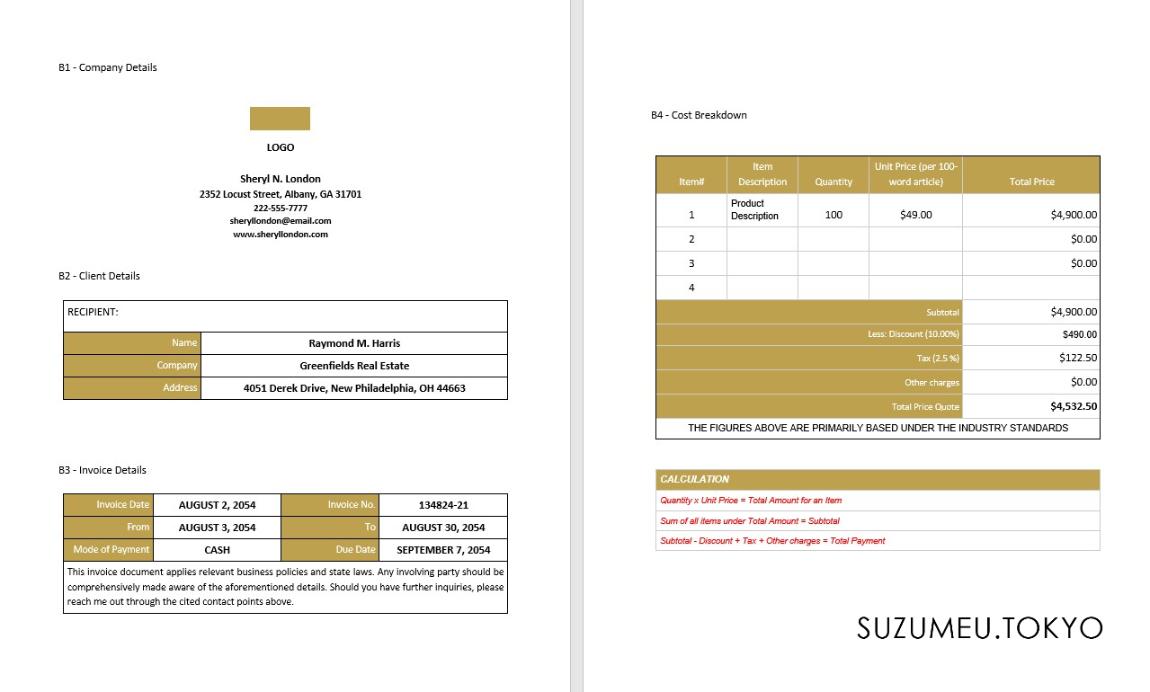 B1 - Company Details
LOGO
Sheryl N. London
2352 Locust Street, Albany, GA 31701
222-555-7777
sheryllondon@email.com
www.sheryllondon.com
B2 - Client Details
RECIPIENT:
Name Raymond M. Harris
Company Greenfields Real Estate
Address 4051 Derek Drive, New Philadelphia, OH 44663
B3 - Invoice Details
Invoice Date AUGUST 2, 2054 Invoice No. 134824-21
From AUGUST 3, 2054 To AUGUST 30, 2054
Mode of Payment CASH Due Date SEPTEMBER 7, 2054
This invoice document applies relevant business policies and state laws. Any involving party should be
comprehensively made aware of the aforementioned details. Should you have further inquiries, please
reach me out through the cited contact points above.
B4 - Cost Breakdown
Item# Item Description Quantity Unit Price (per 100-word article) Total Price
1 Product Description 100 $49.00 $4,900.00
2 $0.00
3 $0.00
4
Subtotal $4,900.00
Less: Discount (10.00%) $490.00
Tax (2.5 %) $122.50
Other charges $0.00
Total Price Quote $4,532.50
THE FIGURES ABOVE ARE PRIMARILY BASED UNDER THE INDUSTRY STANDARDS
CALCULATION
Quantity x Unit Price = Total Amount for an Item
Sum of all items under Total Amount = Subtotal
Subtotal - Discount + Tax + Other charges = Total Payment
SUZUMEU.TOKYO